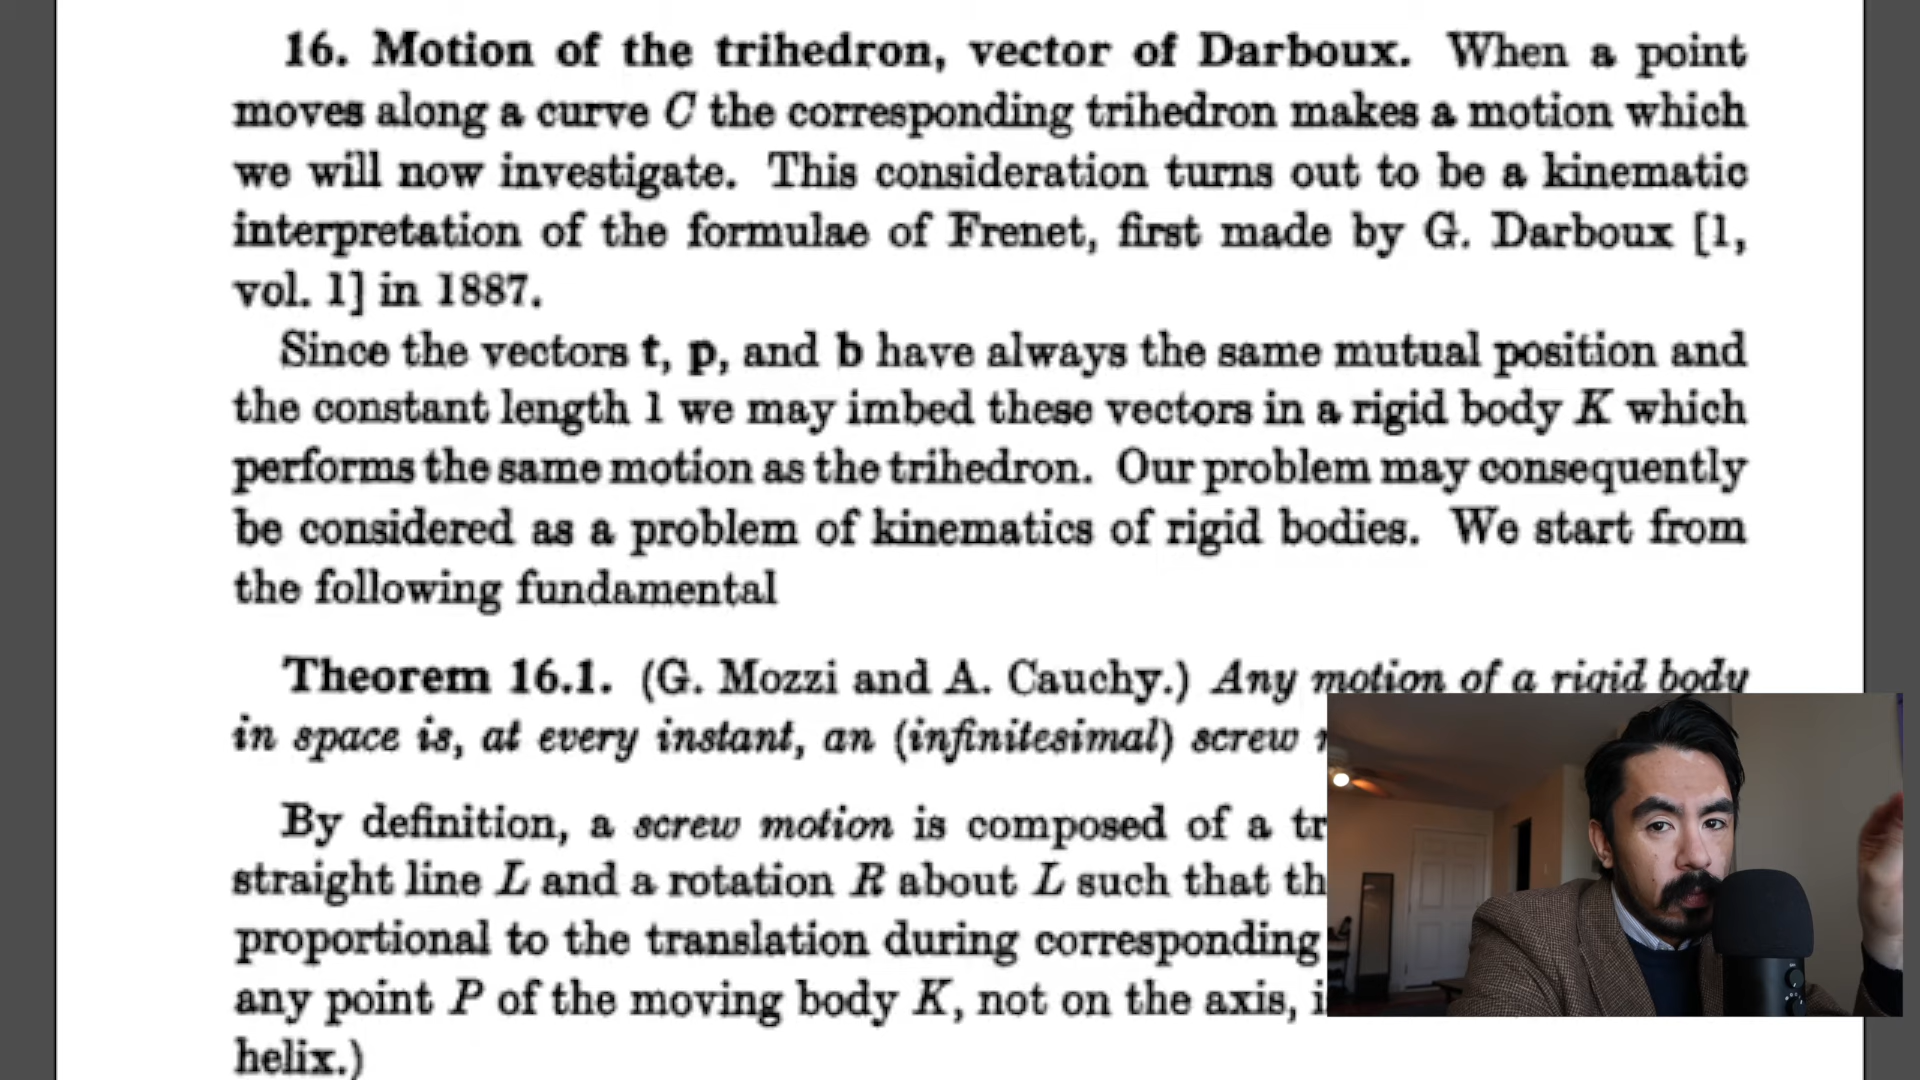 16. Motion of the trihedron, vector of Darboux. When a point
moves along a curve C the corresponding trihedron makes a motion which
we will now investigate. This consideration turns out to be a kinematic
interpretation of the formulae of Frenet, first made by G. Darboux [1,
vol. 1] in 1887.
Since the vectors t, p, and b have always the same mutual position and
the constant length 1 we may imbed these vectors in a rigid body K which
performs the same motion as the trihedron. Our problem may consequently
be considered as a problem of kinematics of rigid bodies. We start from
the following fundamental
Theorem 16.1. (G. Mozzi and A. Cauchy.) Any motion of a rigid body
in space is, at every instant, an (infinitesimal) screw
By definition, a screw motion is composed of a
straight line L and a rotation R about L such that
proportional to the translation during corresponding
any point P of the moving body K, not on the axis,
helix.)